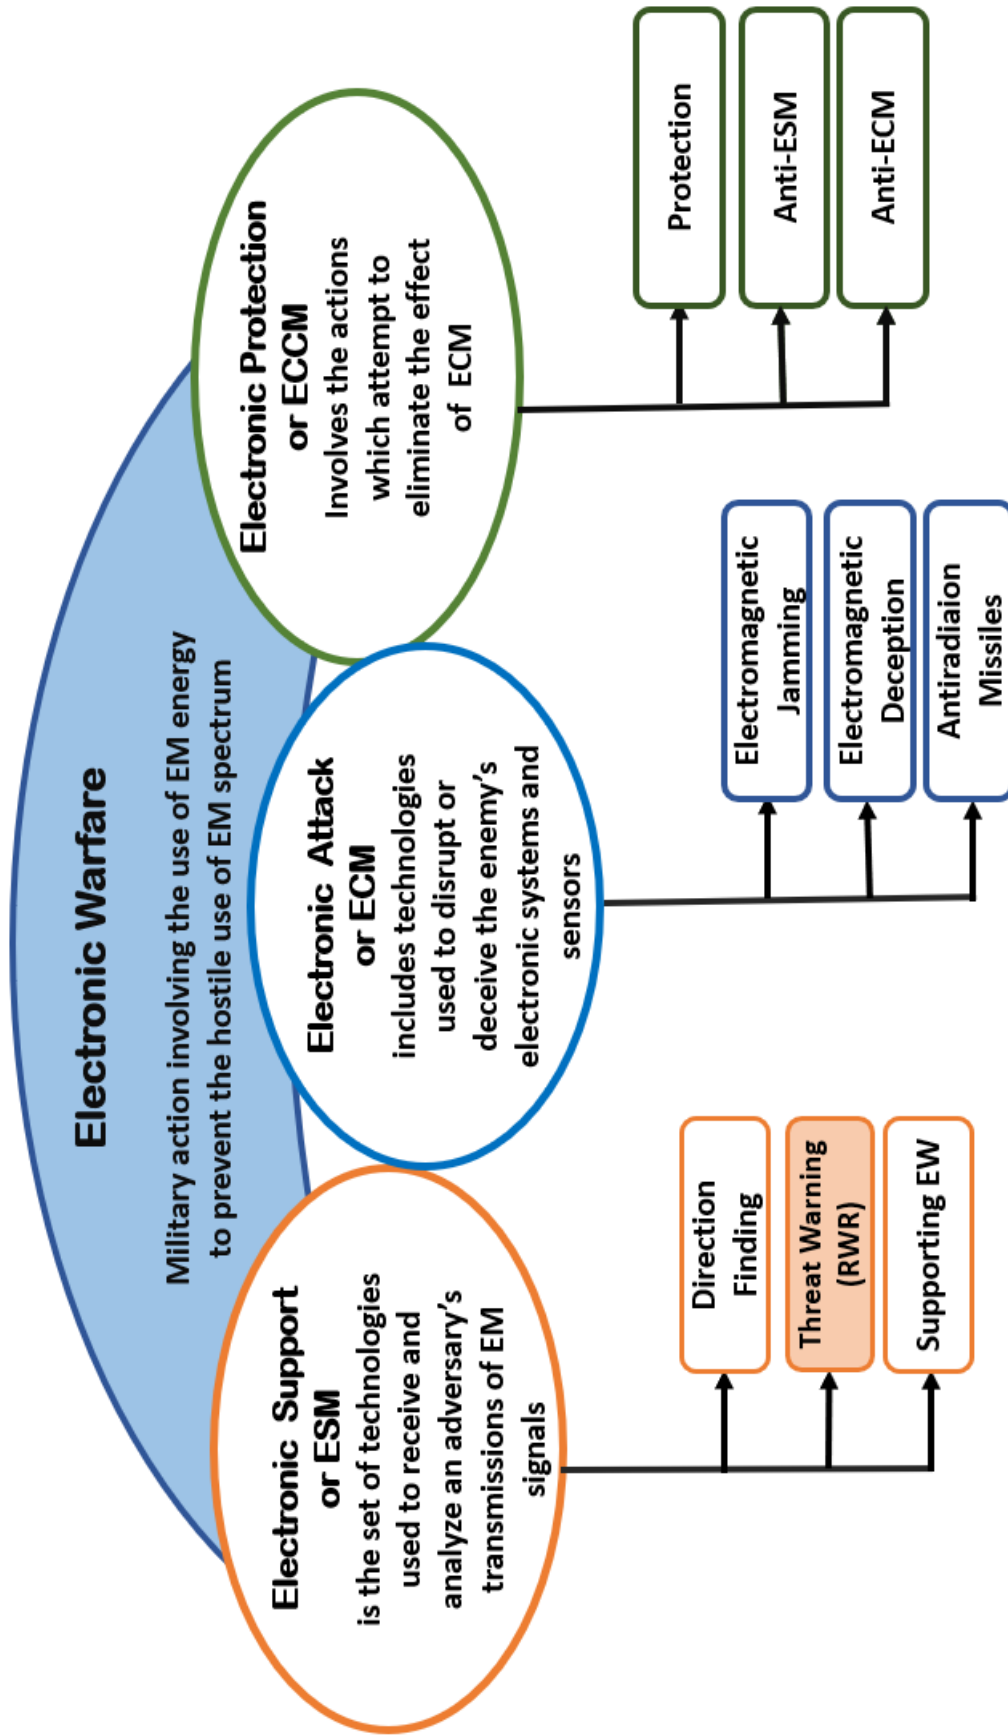 Electronic Warfare
Military action involving the use of EM energy
to prevent the hostile use of EM spectrum
Electronic Support
or ESM
is the set of technologies
used to receive and
analyze an adversary's
transmissions of EM
signals
Direction
Finding
Threat Warning
(RWR)
Supporting EW
Electronic Attack
or ECM
includes technologies
used to disrupt or
deceive the enemy's
electronic systems and
sensors
Electromagnetic
Jamming
Electromagnetic
Deception
Antiradiaion
Missiles
Electronic Protection
or ECCM
Involves the actions
which attempt to
eliminate the effect
of ECM
Protection
Anti-ESM
Anti-ECM